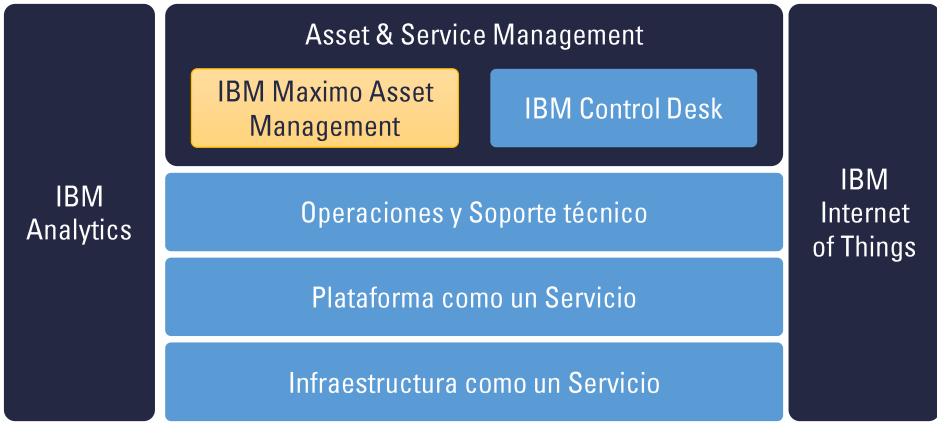 Asset & Service Management
IBM Maximo Asset
Management
IBM Control Desk
IBM
Analytics
Operaciones y Soporte técnico
Plataforma como un Servicio
Infraestructura como un Servicio
IBM
Internet
of Things